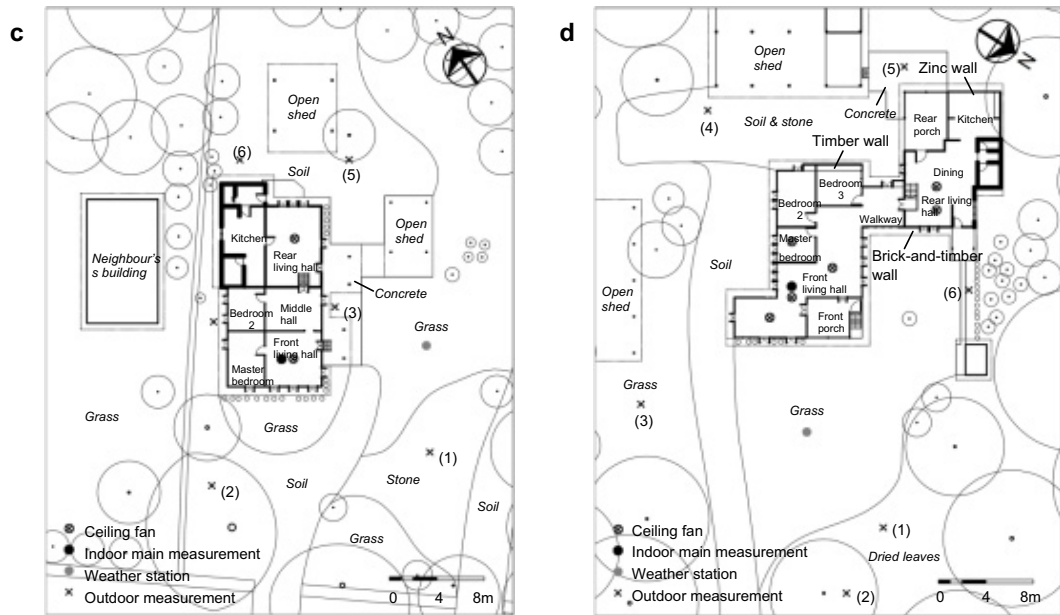 c
N
Open
shed
(6)
(5)
Soil
Open
shed
Kitchen
Rear
living hall
Neighbour's
s building
Concrete
(3)
Bedroom
2
Middle
hall
Grass
Front
living hall
Master
bedroom
Grass
Grass
(1)
(2)
Soil
Stone
Soil
Grass
Ceiling fan
Indoor main measurement
Weather station
Outdoor measurement
0 4 8m
d
N
Open
shed
(5)
Zinc wall
Concrete
(4)
Soil & stone
Rear
porch
Kitchen
Timber wall
Dining
Bedroom
3
Bedroom
2
Rear living
hall
Walkway
Master
bedroom
Brick-and-timber
wall
Soil
Front
living hall
(6)
Open
shed
Front
porch
(3)
Grass
(1)
Dried leaves
(2)
Ceiling fan
Indoor main measurement
Weather station
Outdoor measurement
0 4 8m